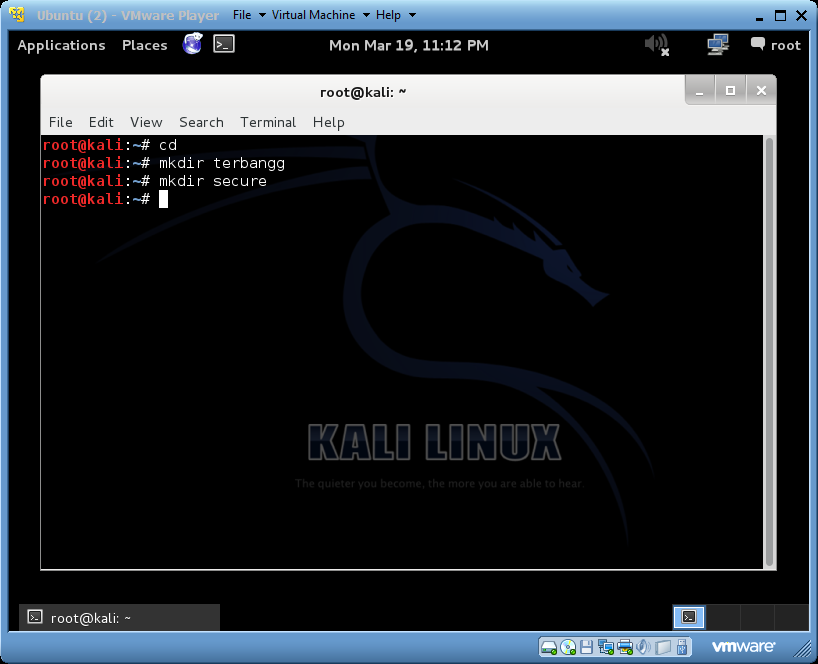 Ubuntu (2) - VMware Player File Virtual Machine Help
Applications Places Mon Mar 19, 11:12 PM root
root@kali: ~
File Edit View Search Terminal Help
root@kali:~# cd
root@kali:~# mkdir terbangg
root@kali:~# mkdir secure
root@kali:~#
KALI LINUX
The quieter you become, the more you are able to hear.
root@kali: ~
vmware